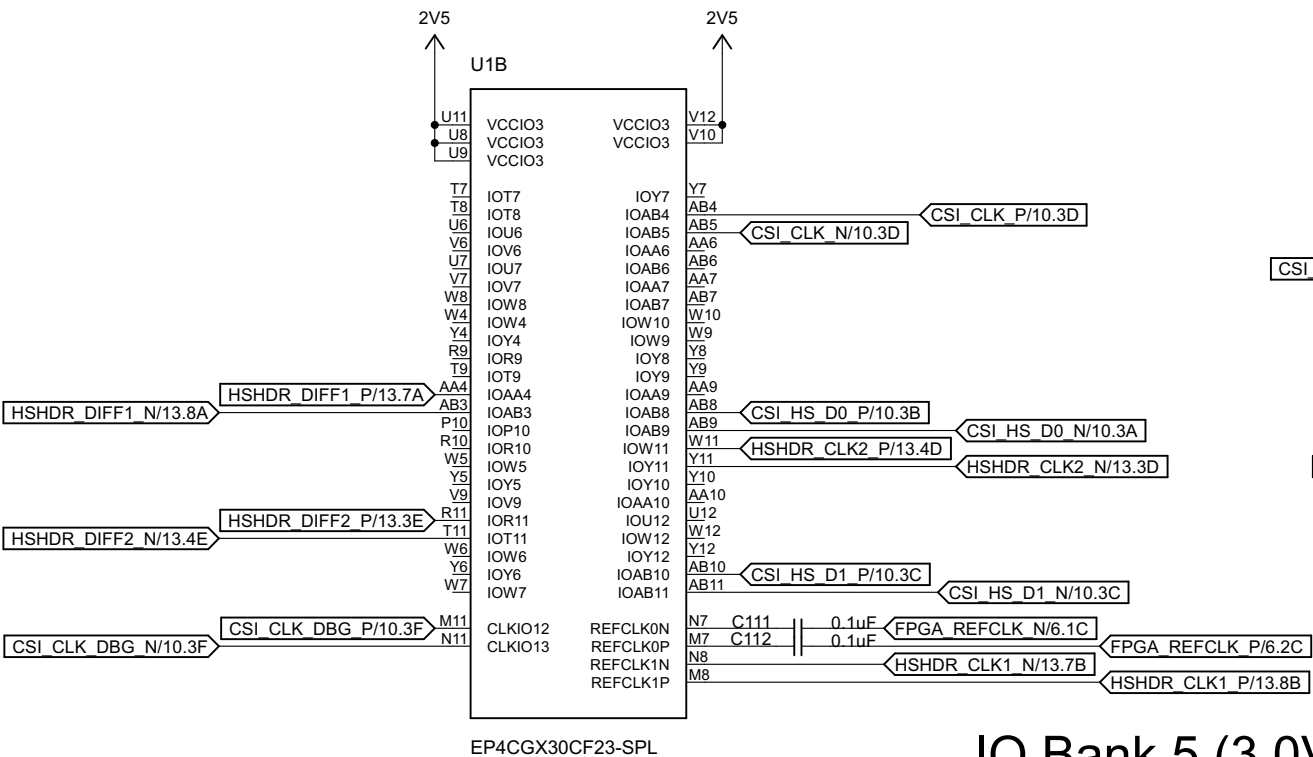 2V5 2V5
U1B
U11 VCCIO3 VCCIO3 V12
U8 VCCIO3 VCCIO3 V10
U9 VCCIO3
T7 IOT7 IOY7 Y7
T8 IOT8 IOAB4 AB4 CSI_CLK_P/10.3D
U6 IOU6 IOAB5 AB5 CSI_CLK_N/10.3D
V6 IOV6 IOAA6 AA6
U7 IOU7 IOAB6 AB6 CSI_
V7 IOV7 IOAA7 AA7
W8 IOW8 IOAB7 AB7
W4 IOW4 IOW10 W10
Y4 IOY4 IOW9 W9
R9 IOR9 IOY8 Y8
T9 IOT9 IOY9 Y9
HSHDR_DIFF1_P/13.7A AA4 IOAA4 IOAA9 AA9
HSHDR_DIFF1_N/13.8A AB3 IOAB3 IOAB8 AB8 CSI_HS_D0_P/10.3B
P10 IOP10 IOAB9 AB9 CSI_HS_D0_N/10.3A
R10 IOR10 IOW11 W11 HSHDR_CLK2_P/13.4D
W5 IOW5 IOY11 Y11 HSHDR_CLK2_N/13.3D
Y5 IOY5 IOY10 Y10
V9 IOV9 IOAA10 AA10
HSHDR_DIFF2_P/13.3E R11 IOR11 IOU12 U12
HSHDR_DIFF2_N/13.4E T11 IOT11 IOW12 W12
W6 IOW6 IOY12 Y12
Y6 IOY6 IOAB10 AB10 CSI_HS_D1_P/10.3C
W7 IOW7 IOAB11 AB11 CSI_HS_D1_N/10.3C
CSI_CLK_DBG_P/10.3F M11 CLKIO12 REFCLK0N N7 C111 0.1uF FPGA_REFCLK_N/6.1C
CSI_CLK_DBG_N/10.3F N11 CLKIO13 REFCLK0P M7 C112 0.1uF FPGA_REFCLK_P/6.2C
REFCLK1N N8 HSHDR_CLK1_N/13.7B
REFCLK1P M8 HSHDR_CLK1_P/13.8B
EP4CGX30CF23-SPL
IO Bank 5 (3.0V